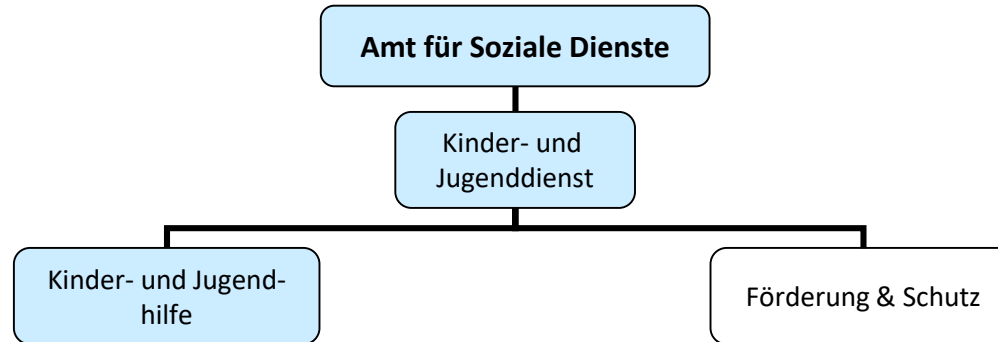 Amt für Soziale Dienste
Kinder- und
Jugenddienst
Kinder- und Jugend-
hilfe
Förderung & Schutz